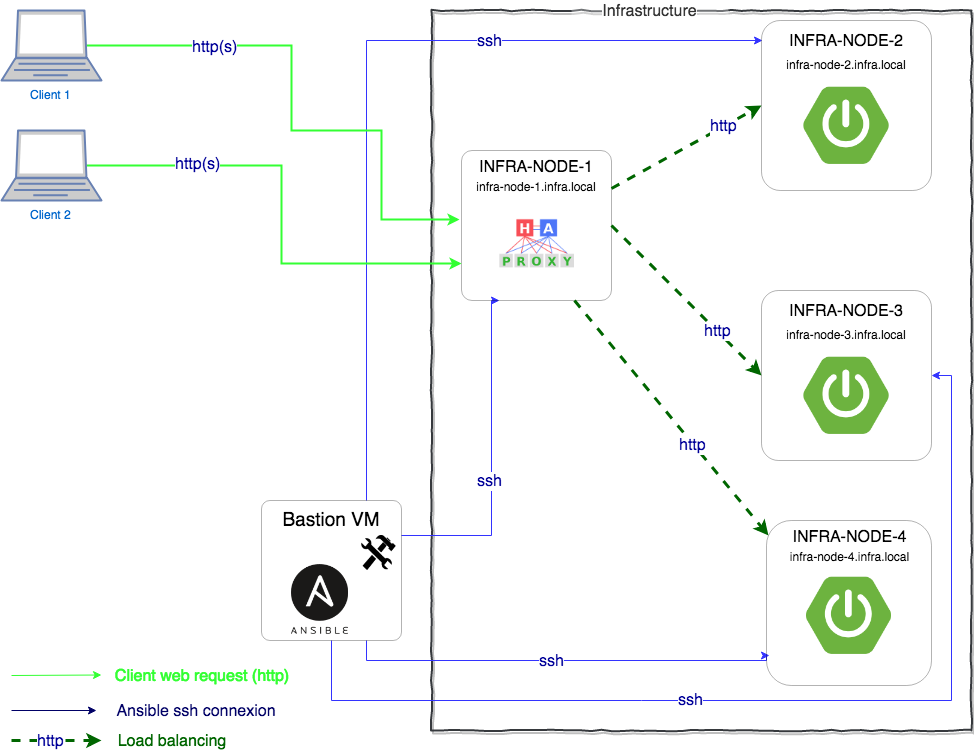 Infrastructure
http(s)
Client 1
http(s)
Client 2
ssh
INFRA-NODE-2
infra-node-2.infra.local
http
INFRA-NODE-1
infra-node-1.infra.local
H A
PROXY
INFRA-NODE-3
infra-node-3.infra.local
http
http
ssh
INFRA-NODE-4
infra-node-4.infra.local
Bastion VM
ANSIBLE
ssh
ssh
Client web request (http)
Ansible ssh connexion
http
Load balancing